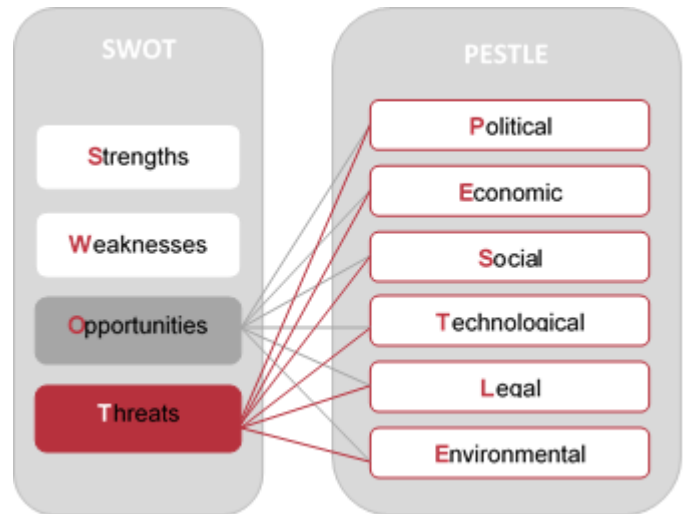 SWOT
Strengths
Weaknesses
Opportunities
Threats
PESTLE
Political
Economic
Social
Technological
Legal
Environmental